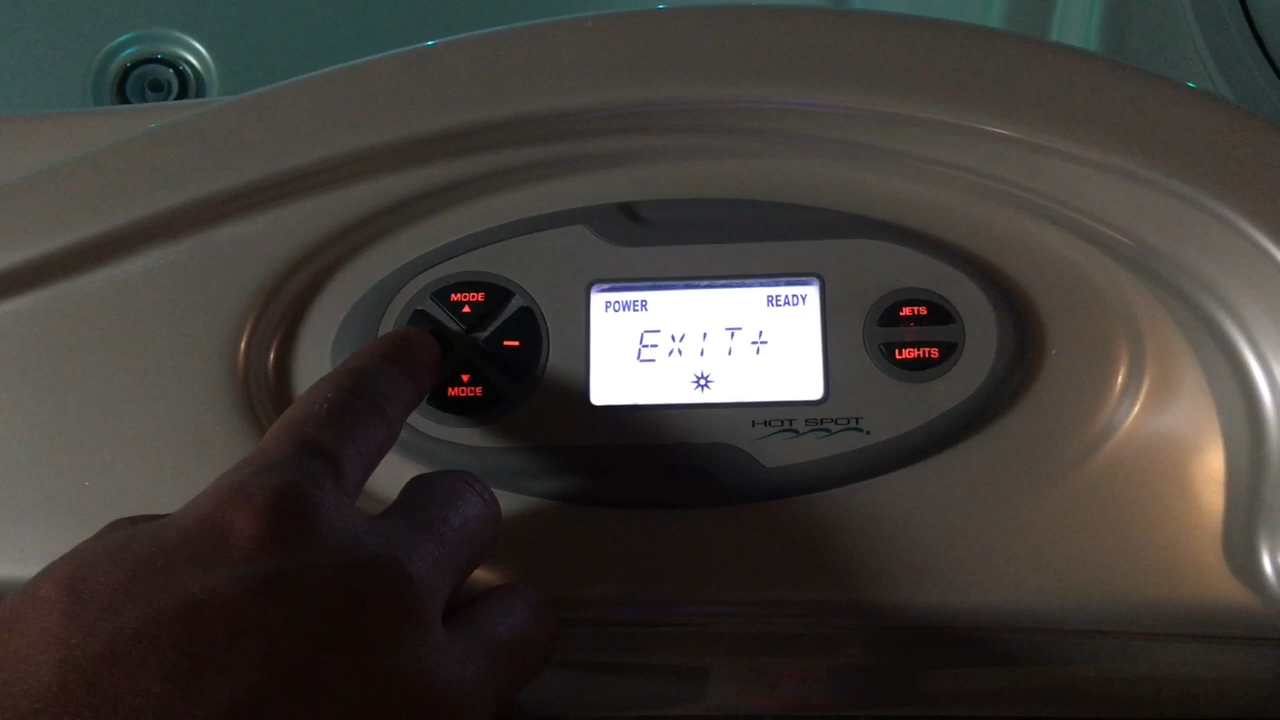 MODE
−
MODE
POWER READY
EXIT+
JETS
LIGHTS
HOT SPOT